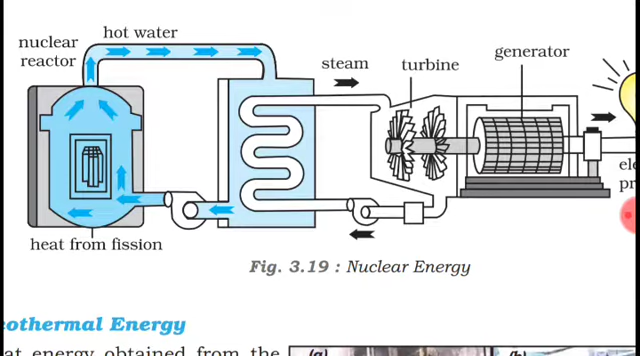 nuclear
reactor
hot water
steam
turbine
generator
heat from fission
Fig. 3.19 : Nuclear Energy
eothermal Energy
at energy obtained from the
(a)
(b)